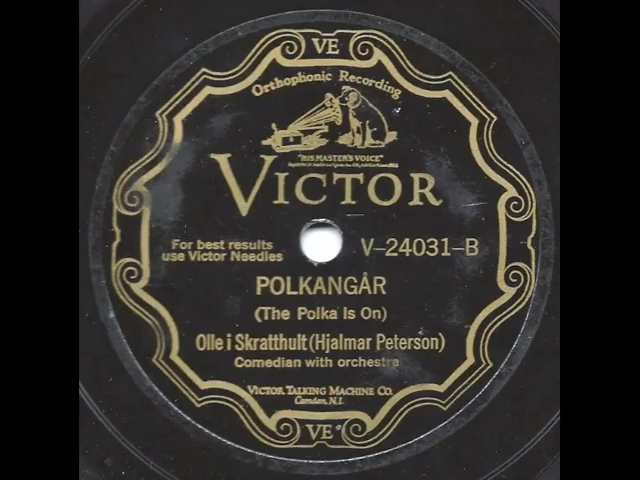 VE
Orthophonic Recording
"HIS MASTER'S VOICE"
VICTOR
For best results
use Victor Needles
V-24031-B
POLKANGÅR
(The Polka Is On)
Olle i Skratthult (Hjalmar Peterson)
Comedian with orchestra
VICTOR TALKING MACHINE CO.
Camden, N.J.
VE